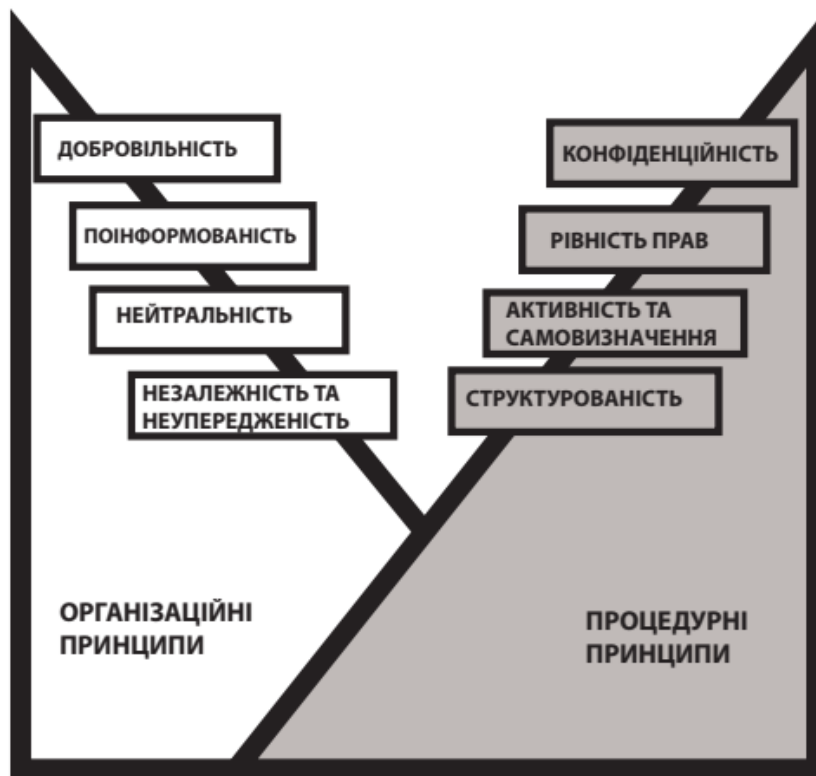 ДОБРОВІЛЬНІСТЬ
ПОІНФОРМОВАНІСТЬ
НЕЙТРАЛЬНІСТЬ
НЕЗАЛЕЖНІСТЬ ТА
НЕУПЕРЕДЖЕНІСТЬ
ОРГАНІЗАЦІЙНІ
ПРИНЦИПИ
КОНФІДЕНЦІЙНІСТЬ
РІВНІСТЬ ПРАВ
АКТИВНІСТЬ ТА
САМОВИЗНАЧЕННЯ
СТРУКТУРОВАНІСТЬ
ПРОЦЕДУРНІ
ПРИНЦИПИ